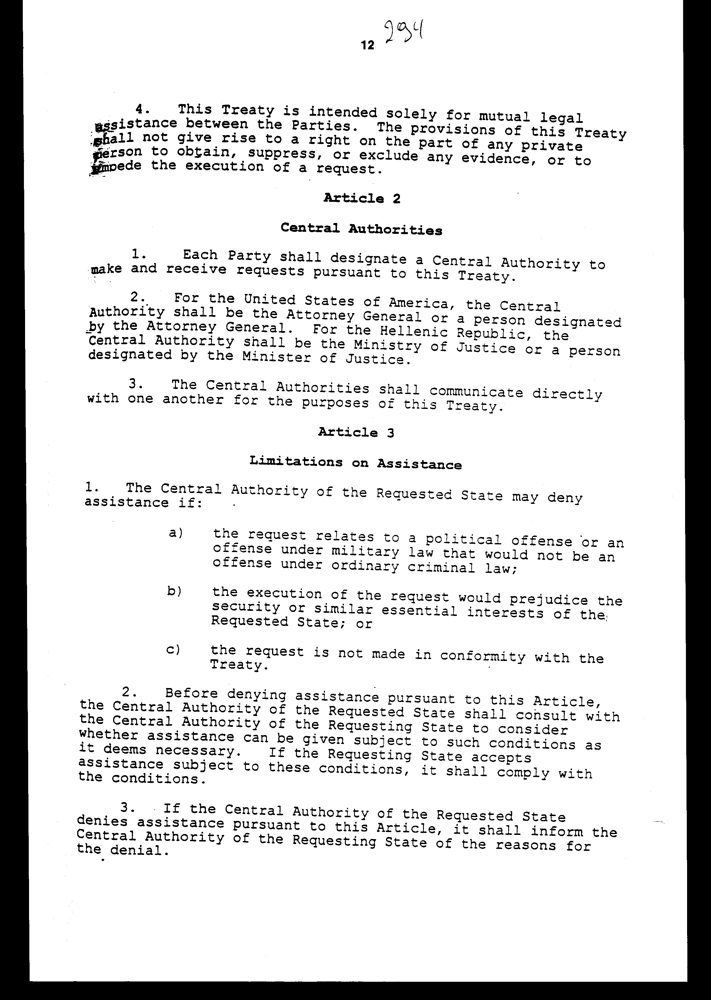 294
12
4. This Treaty is intended solely for mutual legal
assistance between the Parties. The provisions of this Treaty
shall not give rise to a right on the part of any private
person to obtain, suppress, or exclude any evidence, or to
impede the execution of a request.
Article 2
Central Authorities
1. Each Party shall designate a Central Authority to
make and receive requests pursuant to this Treaty.
2. For the United States of America, the Central
Authority shall be the Attorney General or a person designated
by the Attorney General. For the Hellenic Republic, the
Central Authority shall be the Ministry of Justice or a person
designated by the Minister of Justice.
3. The Central Authorities shall communicate directly
with one another for the purposes of this Treaty.
Article 3
Limitations on Assistance
1. The Central Authority of the Requested State may deny
assistance if:
a) the request relates to a political offense or an
offense under military law that would not be an
offense under ordinary criminal law;
b) the execution of the request would prejudice the
security or similar essential interests of the
Requested State; or
c) the request is not made in conformity with the
Treaty.
2. Before denying assistance pursuant to this Article,
the Central Authority of the Requested State shall consult with
the Central Authority of the Requesting State to consider
whether assistance can be given subject to such conditions as
it deems necessary. If the Requesting State accepts
assistance subject to these conditions, it shall comply with
the conditions.
3. If the Central Authority of the Requested State
denies assistance pursuant to this Article, it shall inform the
Central Authority of the Requesting State of the reasons for
the denial.